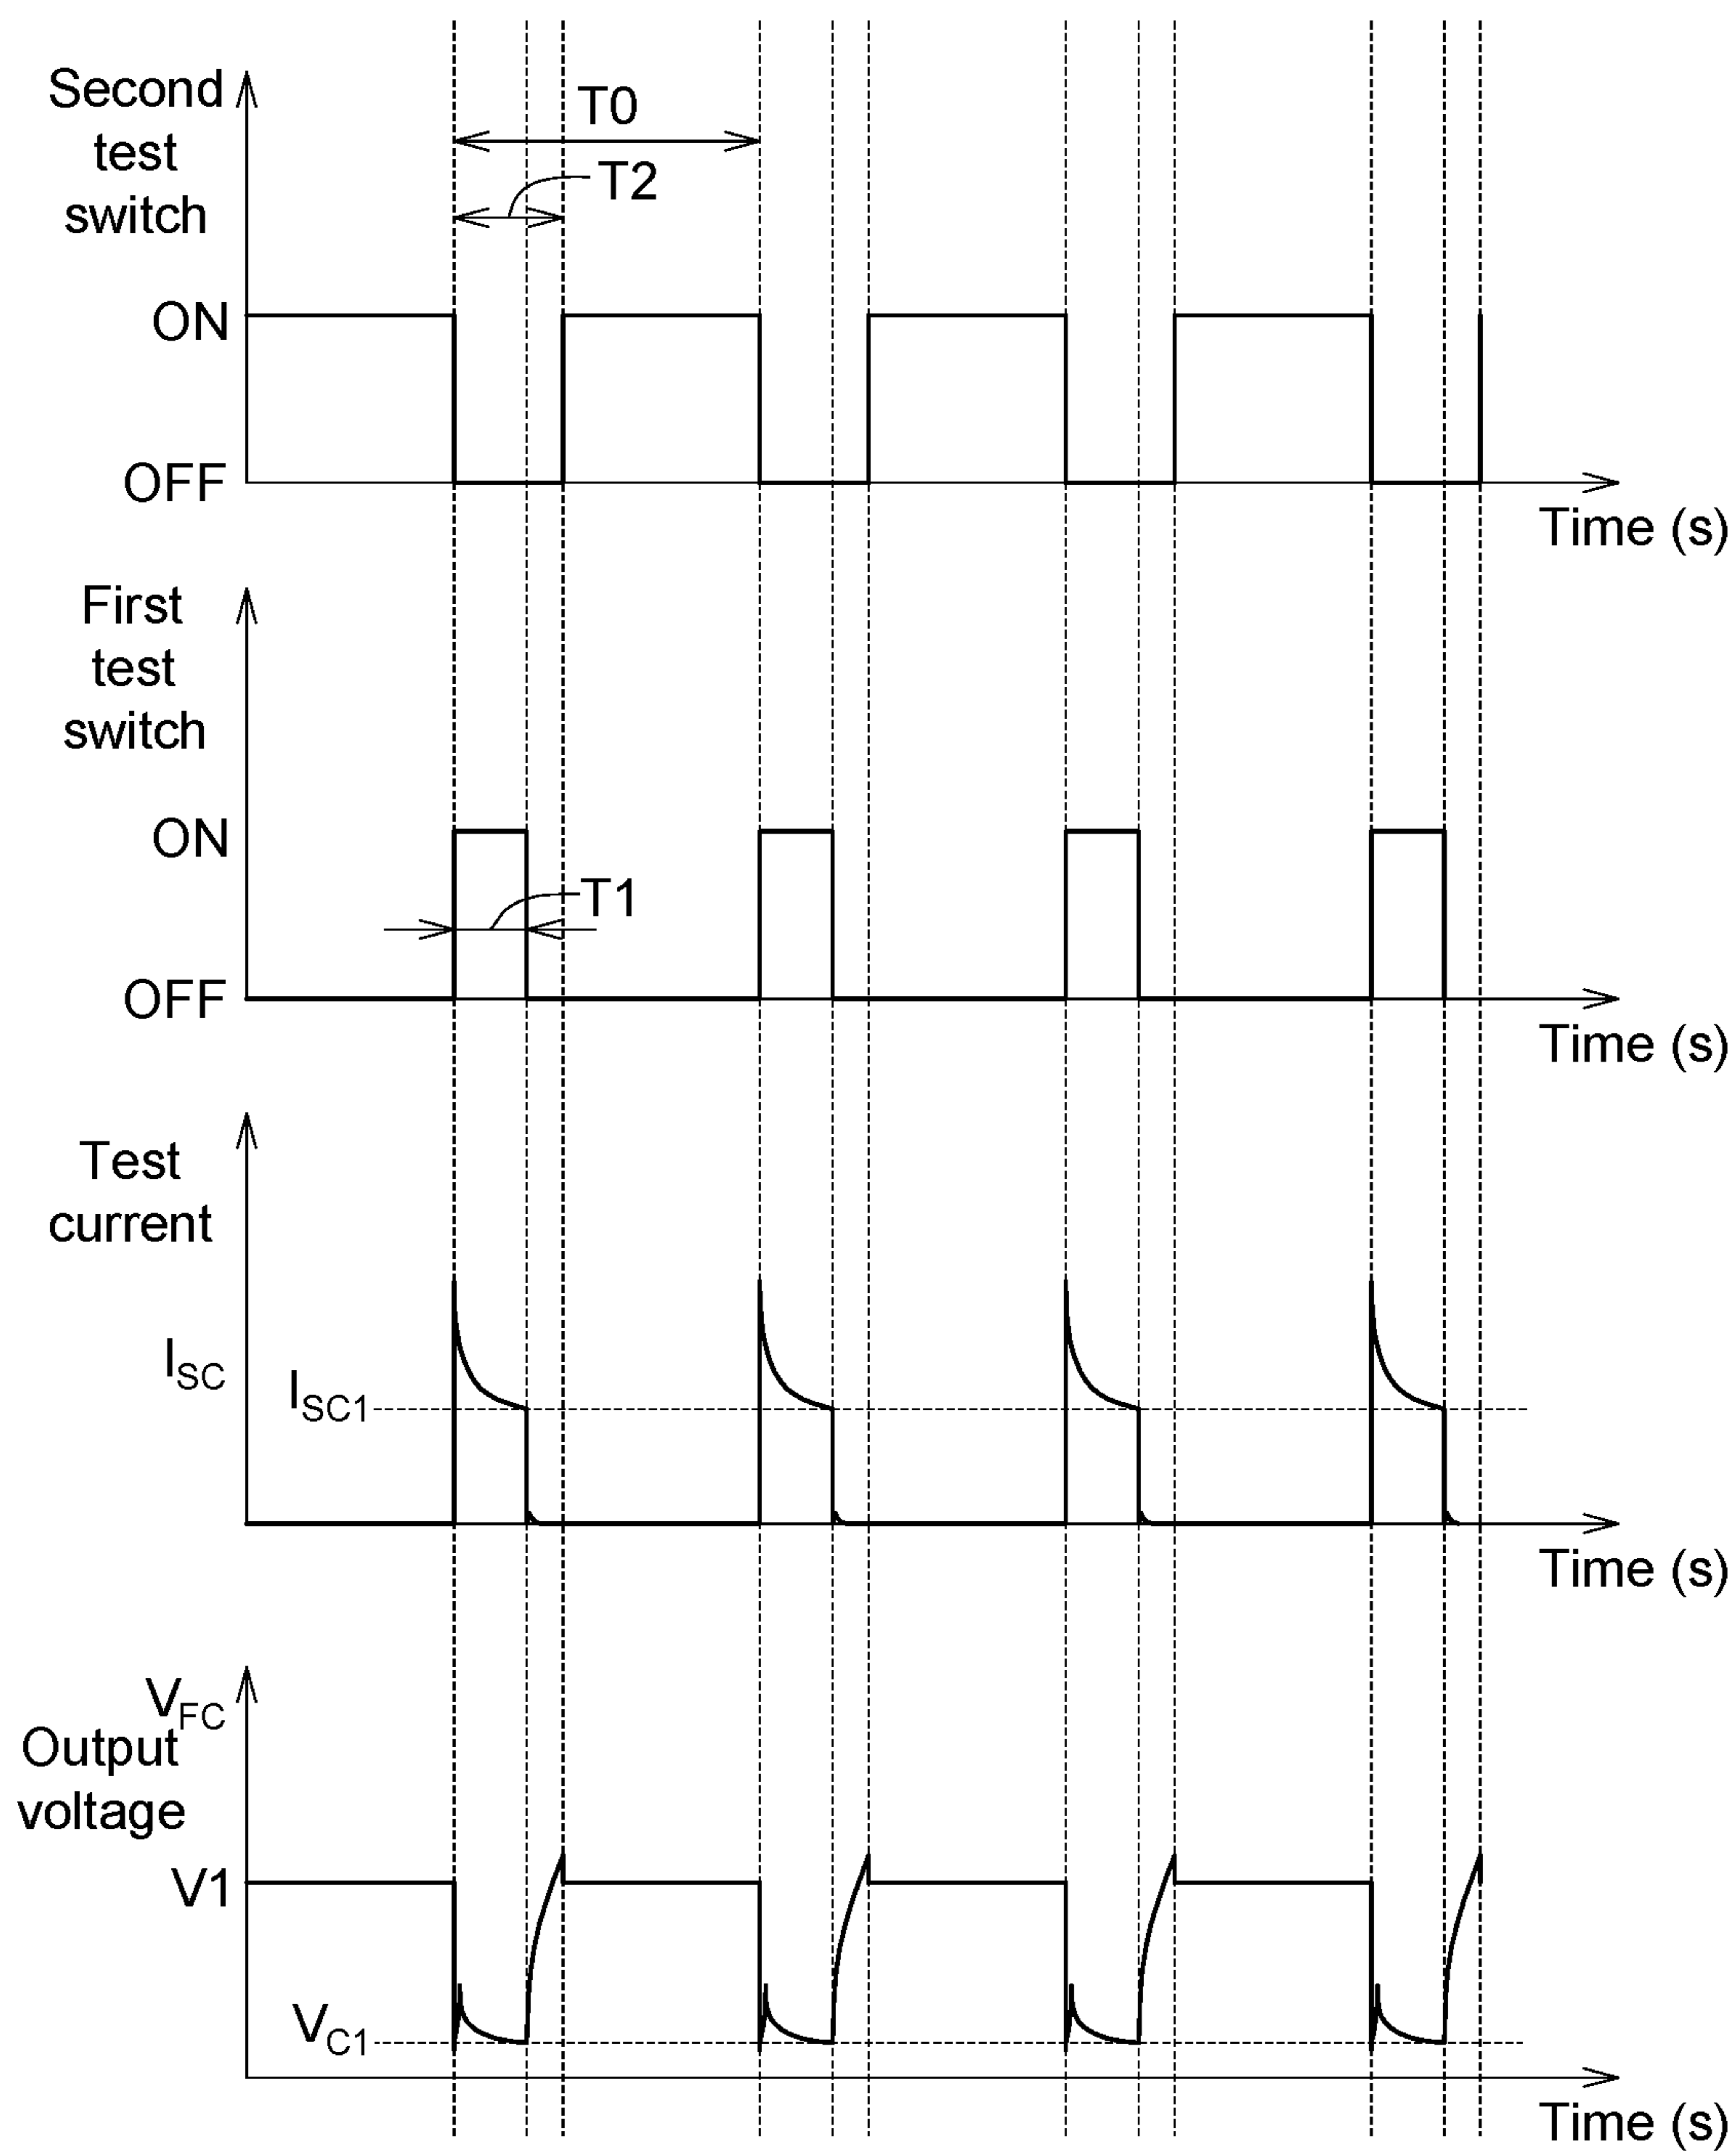 Second
test
switch
T0
T2
ON
OFF
Time (s)
First
test
switch
ON
T1
OFF
Time (s)
Test
current
ISC
ISC1
Time (s)
VFC
Output
voltage
V1
VC1
Time (s)